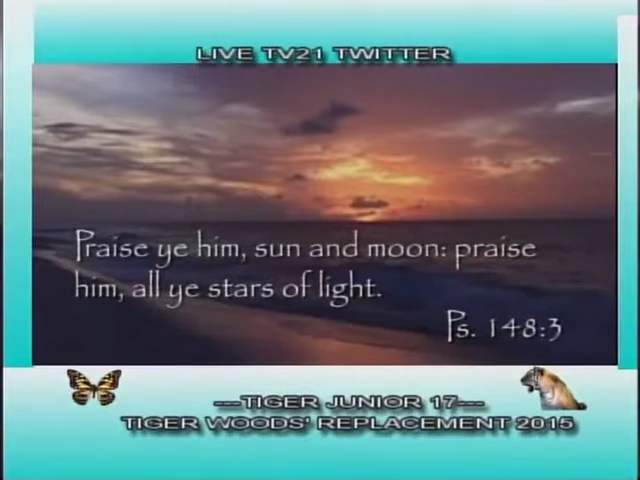 LIVE TV21 TWITTER
Praise ye him, sun and moon: praise
him, all ye stars of light.
Ps. 148:3
---TIGER JUNIOR 17---
TIGER WOODS' REPLACEMENT 2015